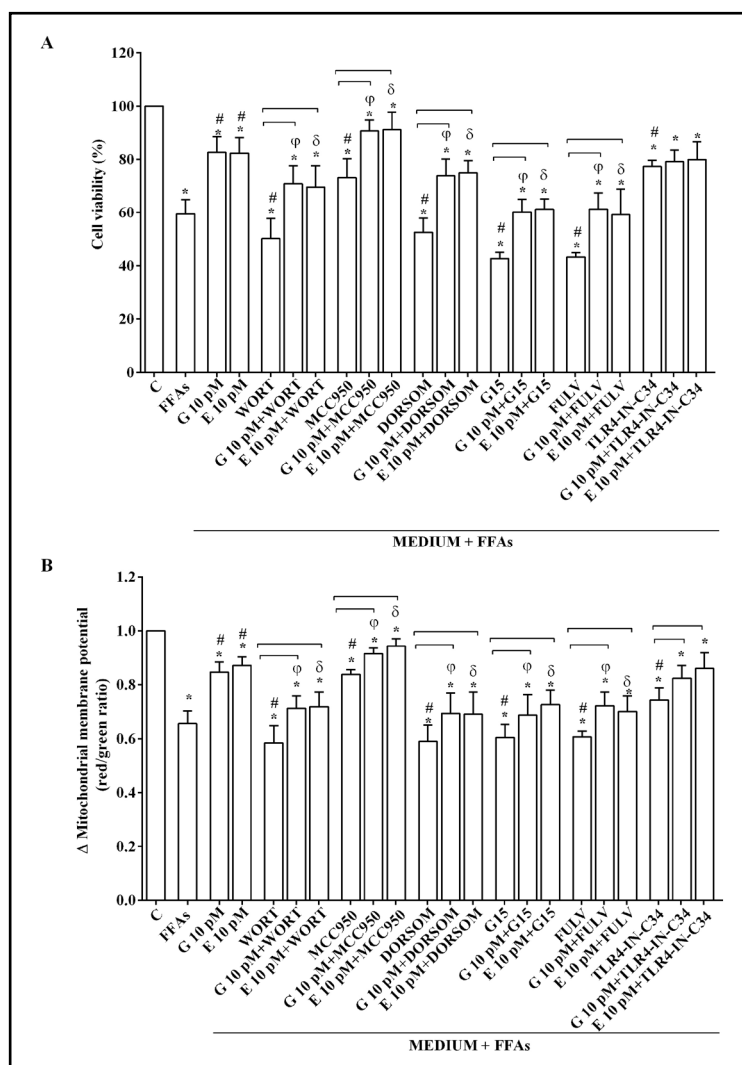 A
120
100
80
60
40
20
0
Cell viability (%)
*
#
*
#
*
#
*
φ
*
δ
*
#
*
φ
*
δ
*
#
*
φ
*
δ
*
#
*
φ
*
δ
*
#
*
φ
*
δ
*
#
*
*
*
C
FFAs
G 10 pM
E 10 pM
WORT
G 10 pM+WORT
E 10 pM+WORT
MCC950
G 10 pM+MCC950
E 10 pM+MCC950
DORSOM
G 10 pM+DORSOM
E 10 pM+DORSOM
G15
G 10 pM+G15
E 10 pM+G15
FULV
G 10 pM+FULV
E 10 pM+FULV
TLR4-IN-C34
G 10 pM+TLR4-IN-C34
E 10 pM+TLR4-IN-C34
MEDIUM + FFAs
B
1.2
1.0
0.8
0.6
0.4
0.2
0.0
Δ Mitochondrial membrane potential
(red/green ratio)
*
#
*
#
*
#
*
φ
*
δ
*
#
*
φ
*
δ
*
#
*
φ
*
δ
*
#
*
φ
*
δ
*
#
*
φ
*
δ
*
#
*
*
*
C
FFAs
G 10 pM
E 10 pM
WORT
G 10 pM+WORT
E 10 pM+WORT
MCC950
G 10 pM+MCC950
E 10 pM+MCC950
DORSOM
G 10 pM+DORSOM
E 10 pM+DORSOM
G15
G 10 pM+G15
E 10 pM+G15
FULV
G 10 pM+FULV
E 10 pM+FULV
TLR4-IN-C34
G 10 pM+TLR4-IN-C34
E 10 pM+TLR4-IN-C34
MEDIUM + FFAs